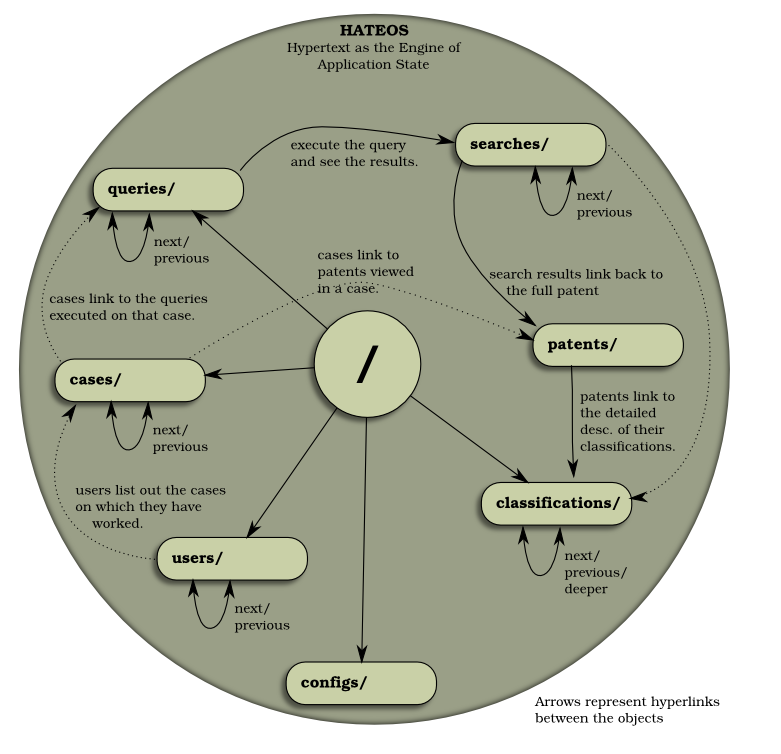 HATEOS
Hypertext as the Engine of
Application State
execute the query
and see the results.
searches/
queries/
next/
previous
next/
previous
cases link to
patents viewed
in a case.
search results link back to
the full patent
cases link to the queries
executed on that case.
/
patents/
cases/
patents link to
the detailed
desc. of their
classifications.
next/
previous
users list out the cases
on which they have
worked.
classifications/
users/
next/
previous/
deeper
next/
previous
configs/
Arrows represent hyperlinks
between the objects